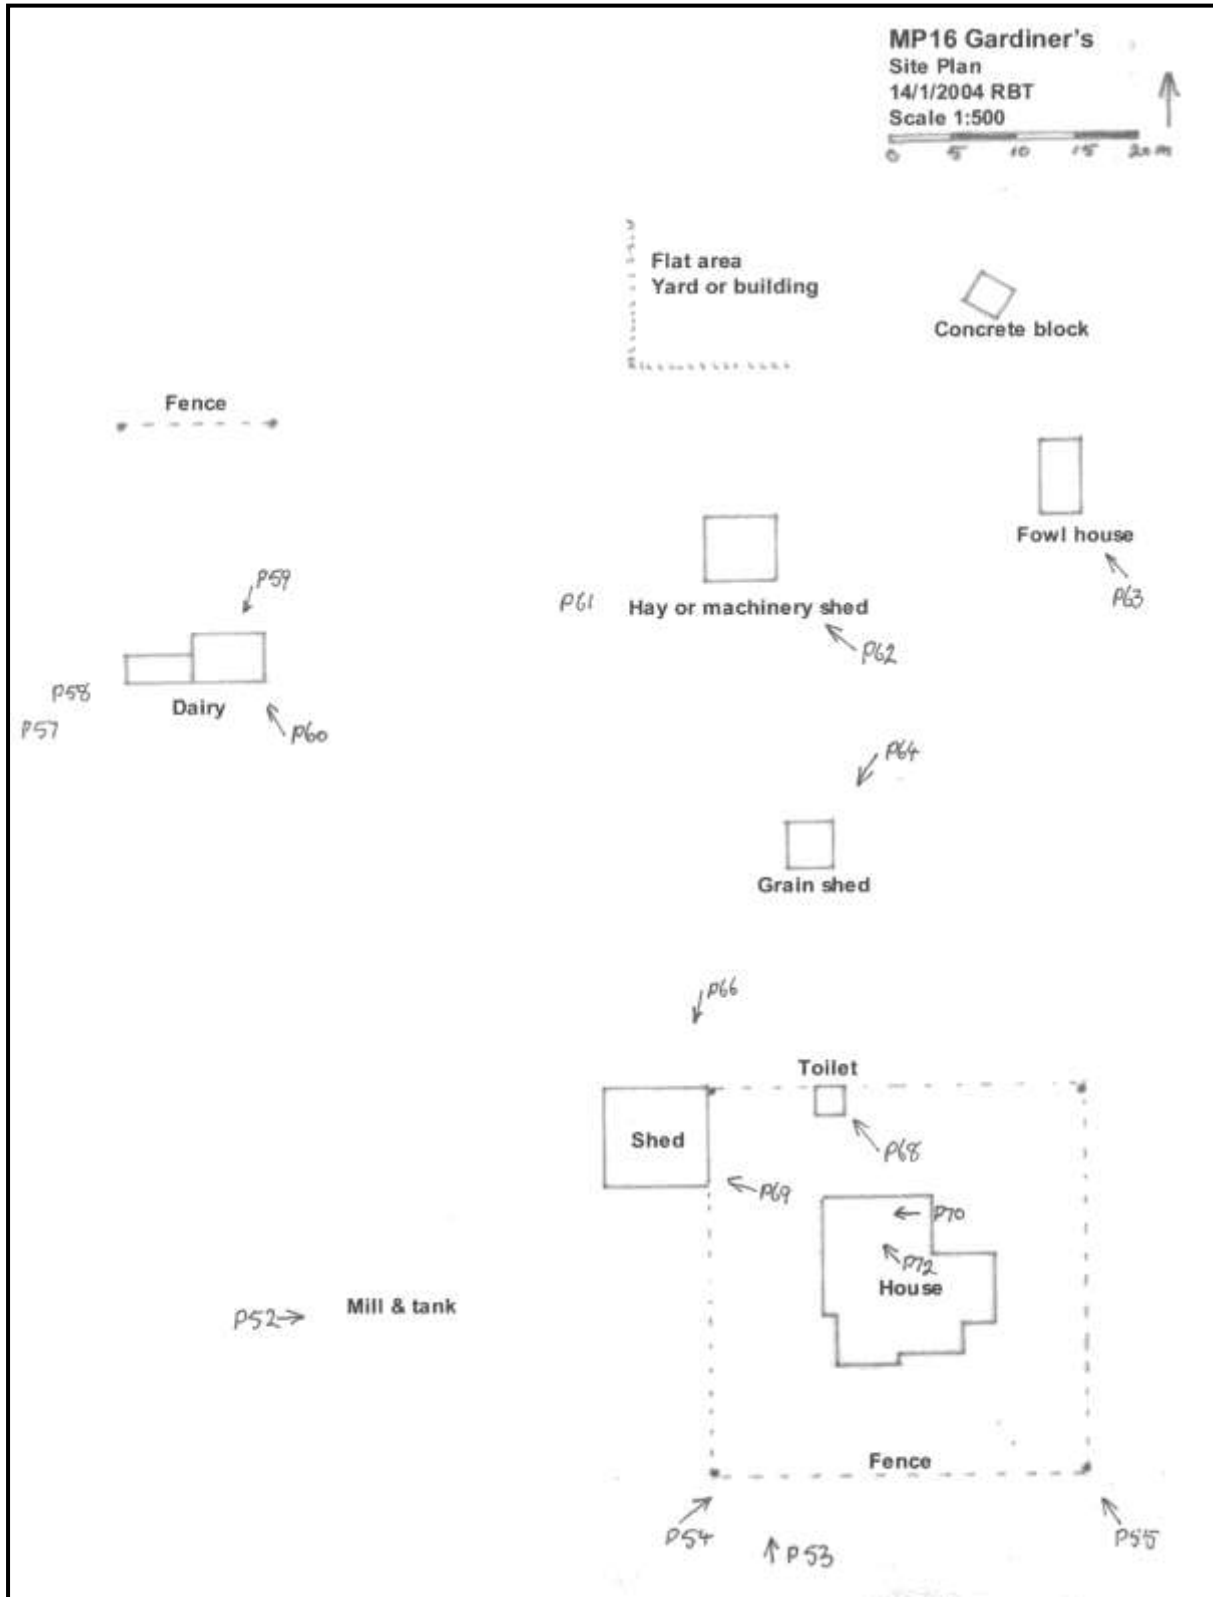 MP16 Gardiner's
Site Plan
14/1/2004 RBT
Scale 1:500
0 5 10 15 20m
Flat area
Yard or building
Concrete block
Fence
Fowl house
P59
P61
Hay or machinery shed
P63
P62
P58
Dairy
P57
P60
P64
Grain shed
P66
Toilet
Shed
P68
P69
P70
P72
House
P52
Mill & tank
Fence
P54
P53
P55